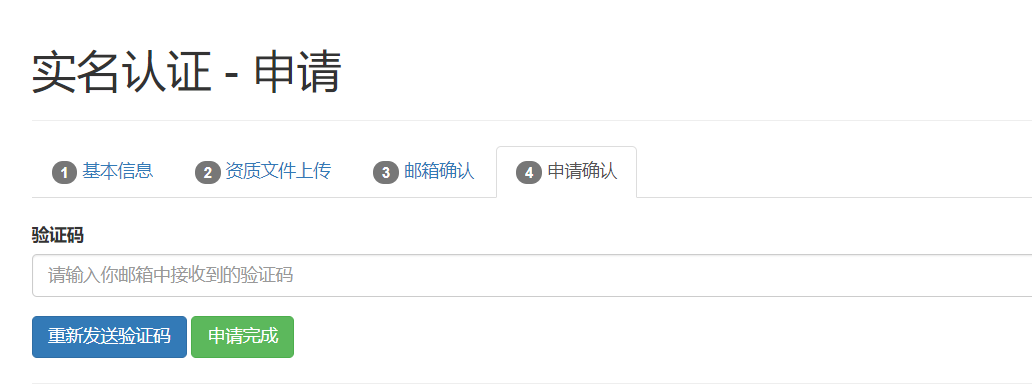 实名认证 - 申请
1 基本信息 2 资质文件上传 3 邮箱确认 4 申请确认
验证码
请输入你邮箱中接收到的验证码
重新发送验证码 申请完成